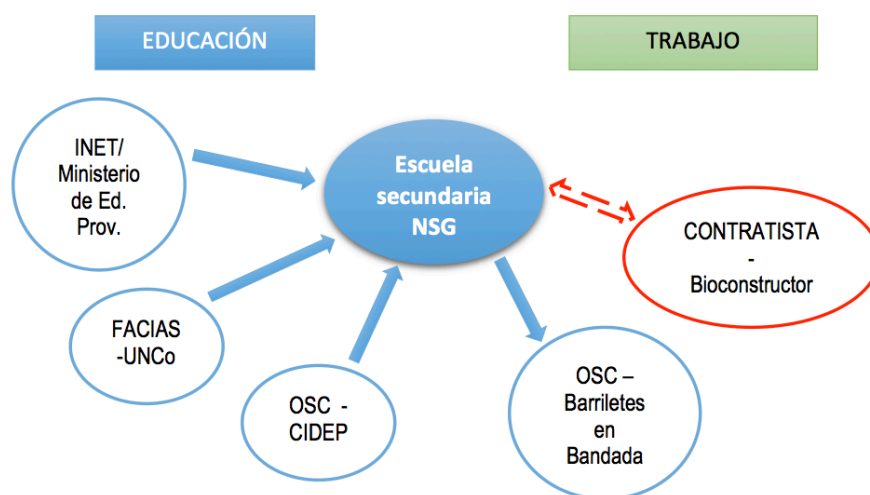 EDUCACIÓN
TRABAJO
INET/
Ministerio
de Ed.
Prov.
Escuela
secundaria
NSG
CONTRATISTA
-
Bioconstructor
FACIAS
-UNCo
OSC -
CIDEP
OSC –
Barriletes
en
Bandada